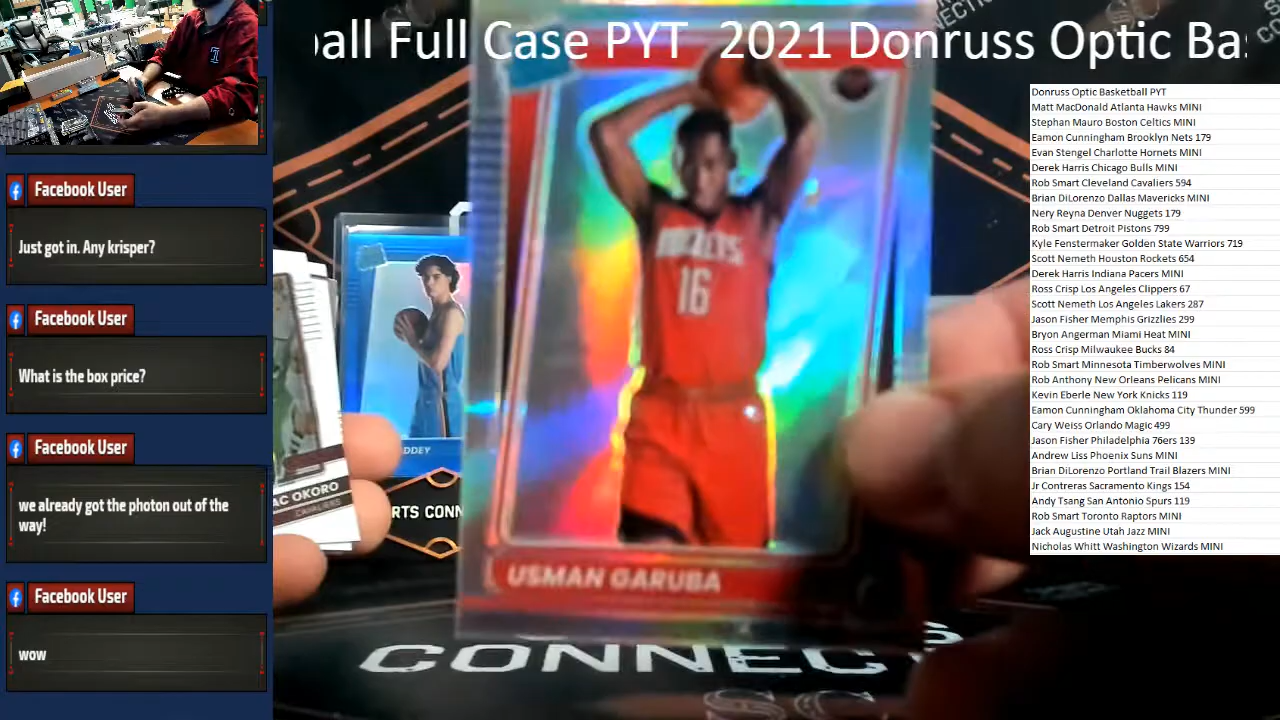 ball Full Case PYT 2021 Donruss Optic Bas
Facebook User
Just got in. Any krisper?
Facebook User
What is the box price?
Facebook User
we already got the photon out of the
way!
Facebook User
wow
ROCKETS
16
USMAN GARUBA
DDEY
AC OKORO
CAVALIERS
RTS CONN
CONNEC
SC
Donruss Optic Basketball PYT
Matt MacDonald Atlanta Hawks MINI
Stephan Mauro Boston Celtics MINI
Eamon Cunningham Brooklyn Nets 179
Evan Stengel Charlotte Hornets MINI
Derek Harris Chicago Bulls MINI
Rob Smart Cleveland Cavaliers 594
Brian DiLorenzo Dallas Mavericks MINI
Nery Reyna Denver Nuggets 179
Rob Smart Detroit Pistons 799
Kyle Fenstermaker Golden State Warriors 719
Scott Nemeth Houston Rockets 654
Derek Harris Indiana Pacers MINI
Ross Crisp Los Angeles Clippers 67
Scott Nemeth Los Angeles Lakers 287
Jason Fisher Memphis Grizzlies 299
Bryon Angerman Miami Heat MINI
Ross Crisp Milwaukee Bucks 84
Rob Smart Minnesota Timberwolves MINI
Rob Anthony New Orleans Pelicans MINI
Kevin Eberle New York Knicks 119
Eamon Cunningham Oklahoma City Thunder 599
Cary Weiss Orlando Magic 499
Jason Fisher Philadelphia 76ers 139
Andrew Liss Phoenix Suns MINI
Brian DiLorenzo Portland Trail Blazers MINI
Jr Contreras Sacramento Kings 154
Andy Tsang San Antonio Spurs 119
Rob Smart Toronto Raptors MINI
Jack Augustine Utah Jazz MINI
Nicholas Whitt Washington Wizards MINI